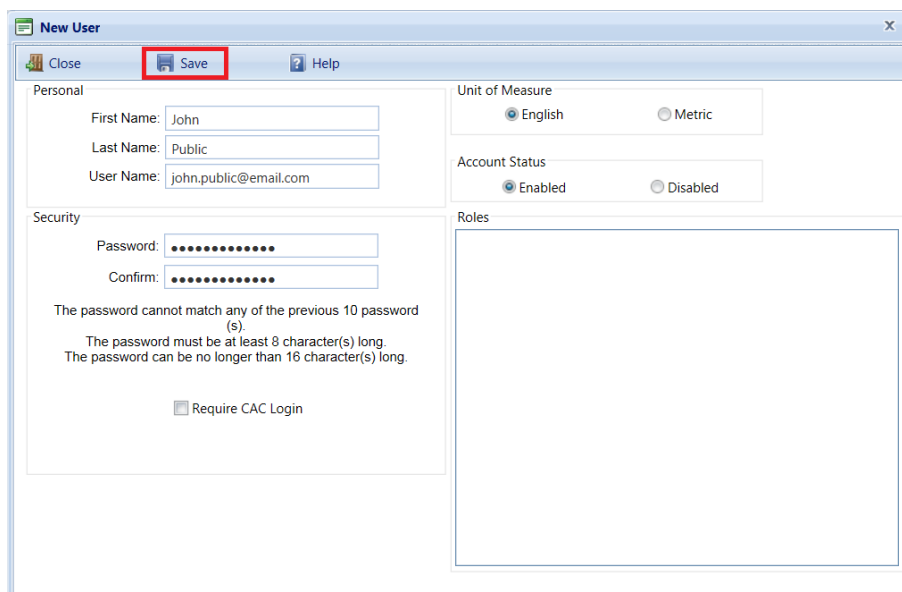 New User
x
Close Save Help
Personal
First Name: John
Last Name: Public
User Name: john.public@email.com
Security
Password: •••••••••••••
Confirm: •••••••••••••
The password cannot match any of the previous 10 password
(s).
The password must be at least 8 character(s) long.
The password can be no longer than 16 character(s) long.
Require CAC Login
Unit of Measure
English Metric
Account Status
Enabled Disabled
Roles